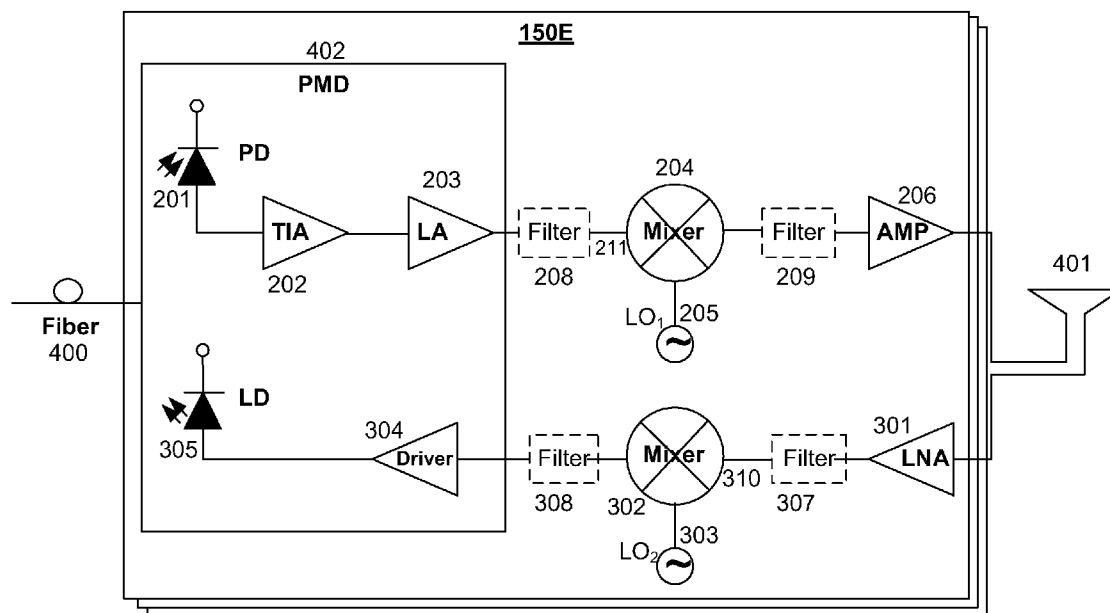 150E
402
PMD
PD
201
TIA
202
203
LA
Filter
208
211
204
Mixer
LO1
205
Filter
209
206
AMP
401
Fiber
400
LD
305
304
Driver
Filter
308
Mixer
302
310
LO2
303
Filter
307
301
LNA